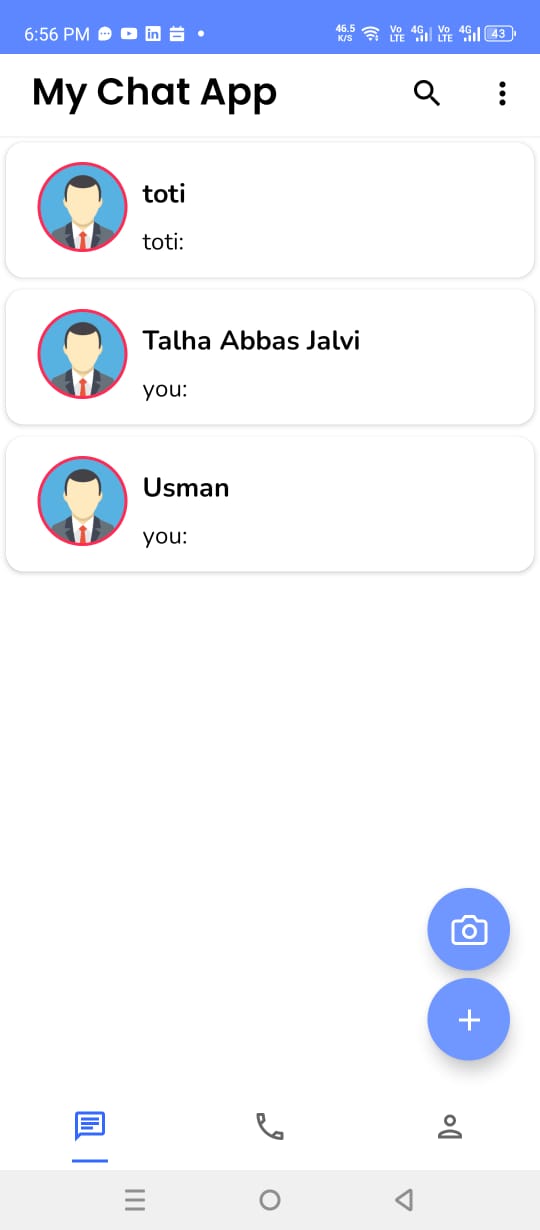 6:56 PM 46.5 K/S Vo LTE 4G Vo LTE 4G 43
My Chat App
toti
toti:
Talha Abbas Jalvi
you:
Usman
you: